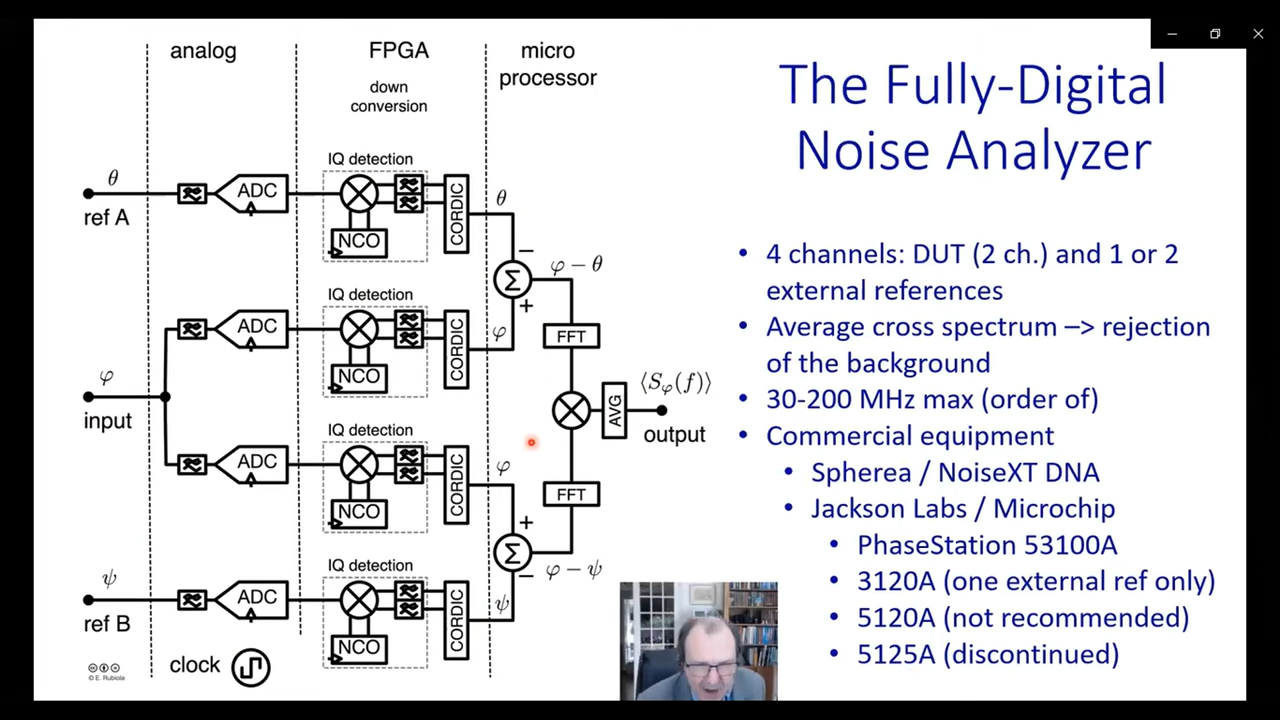 analog
FPGA
micro
processor
down
conversion
The Fully-Digital
Noise Analyzer
IQ detection
θ
ref A
ADC
NCO
CORDIC
θ
−
φ − θ
+
IQ detection
ADC
NCO
CORDIC
φ
FFT
φ
input
⟨Sφ(f)⟩
AVG
output
IQ detection
ADC
NCO
CORDIC
φ
FFT
+
Σ
Σ
−
φ − ψ
IQ detection
ψ
ref B
ADC
NCO
CORDIC
ψ
clock
© E. Rubiola
• 4 channels: DUT (2 ch.) and 1 or 2
external references
• Average cross spectrum –> rejection
of the background
• 30-200 MHz max (order of)
• Commercial equipment
• Spherea / NoiseXT DNA
• Jackson Labs / Microchip
• PhaseStation 53100A
• 3120A (one external ref only)
• 5120A (not recommended)
• 5125A (discontinued)